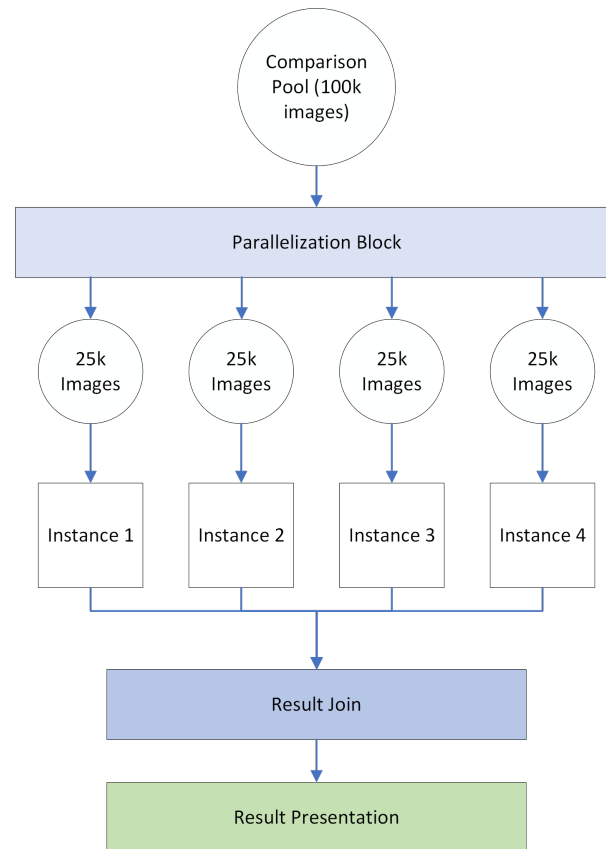 Comparison
Pool (100k
images)
Parallelization Block
25k
Images
25k
Images
25k
Images
25k
Images
Instance 1
Instance 2
Instance 3
Instance 4
Result Join
Result Presentation